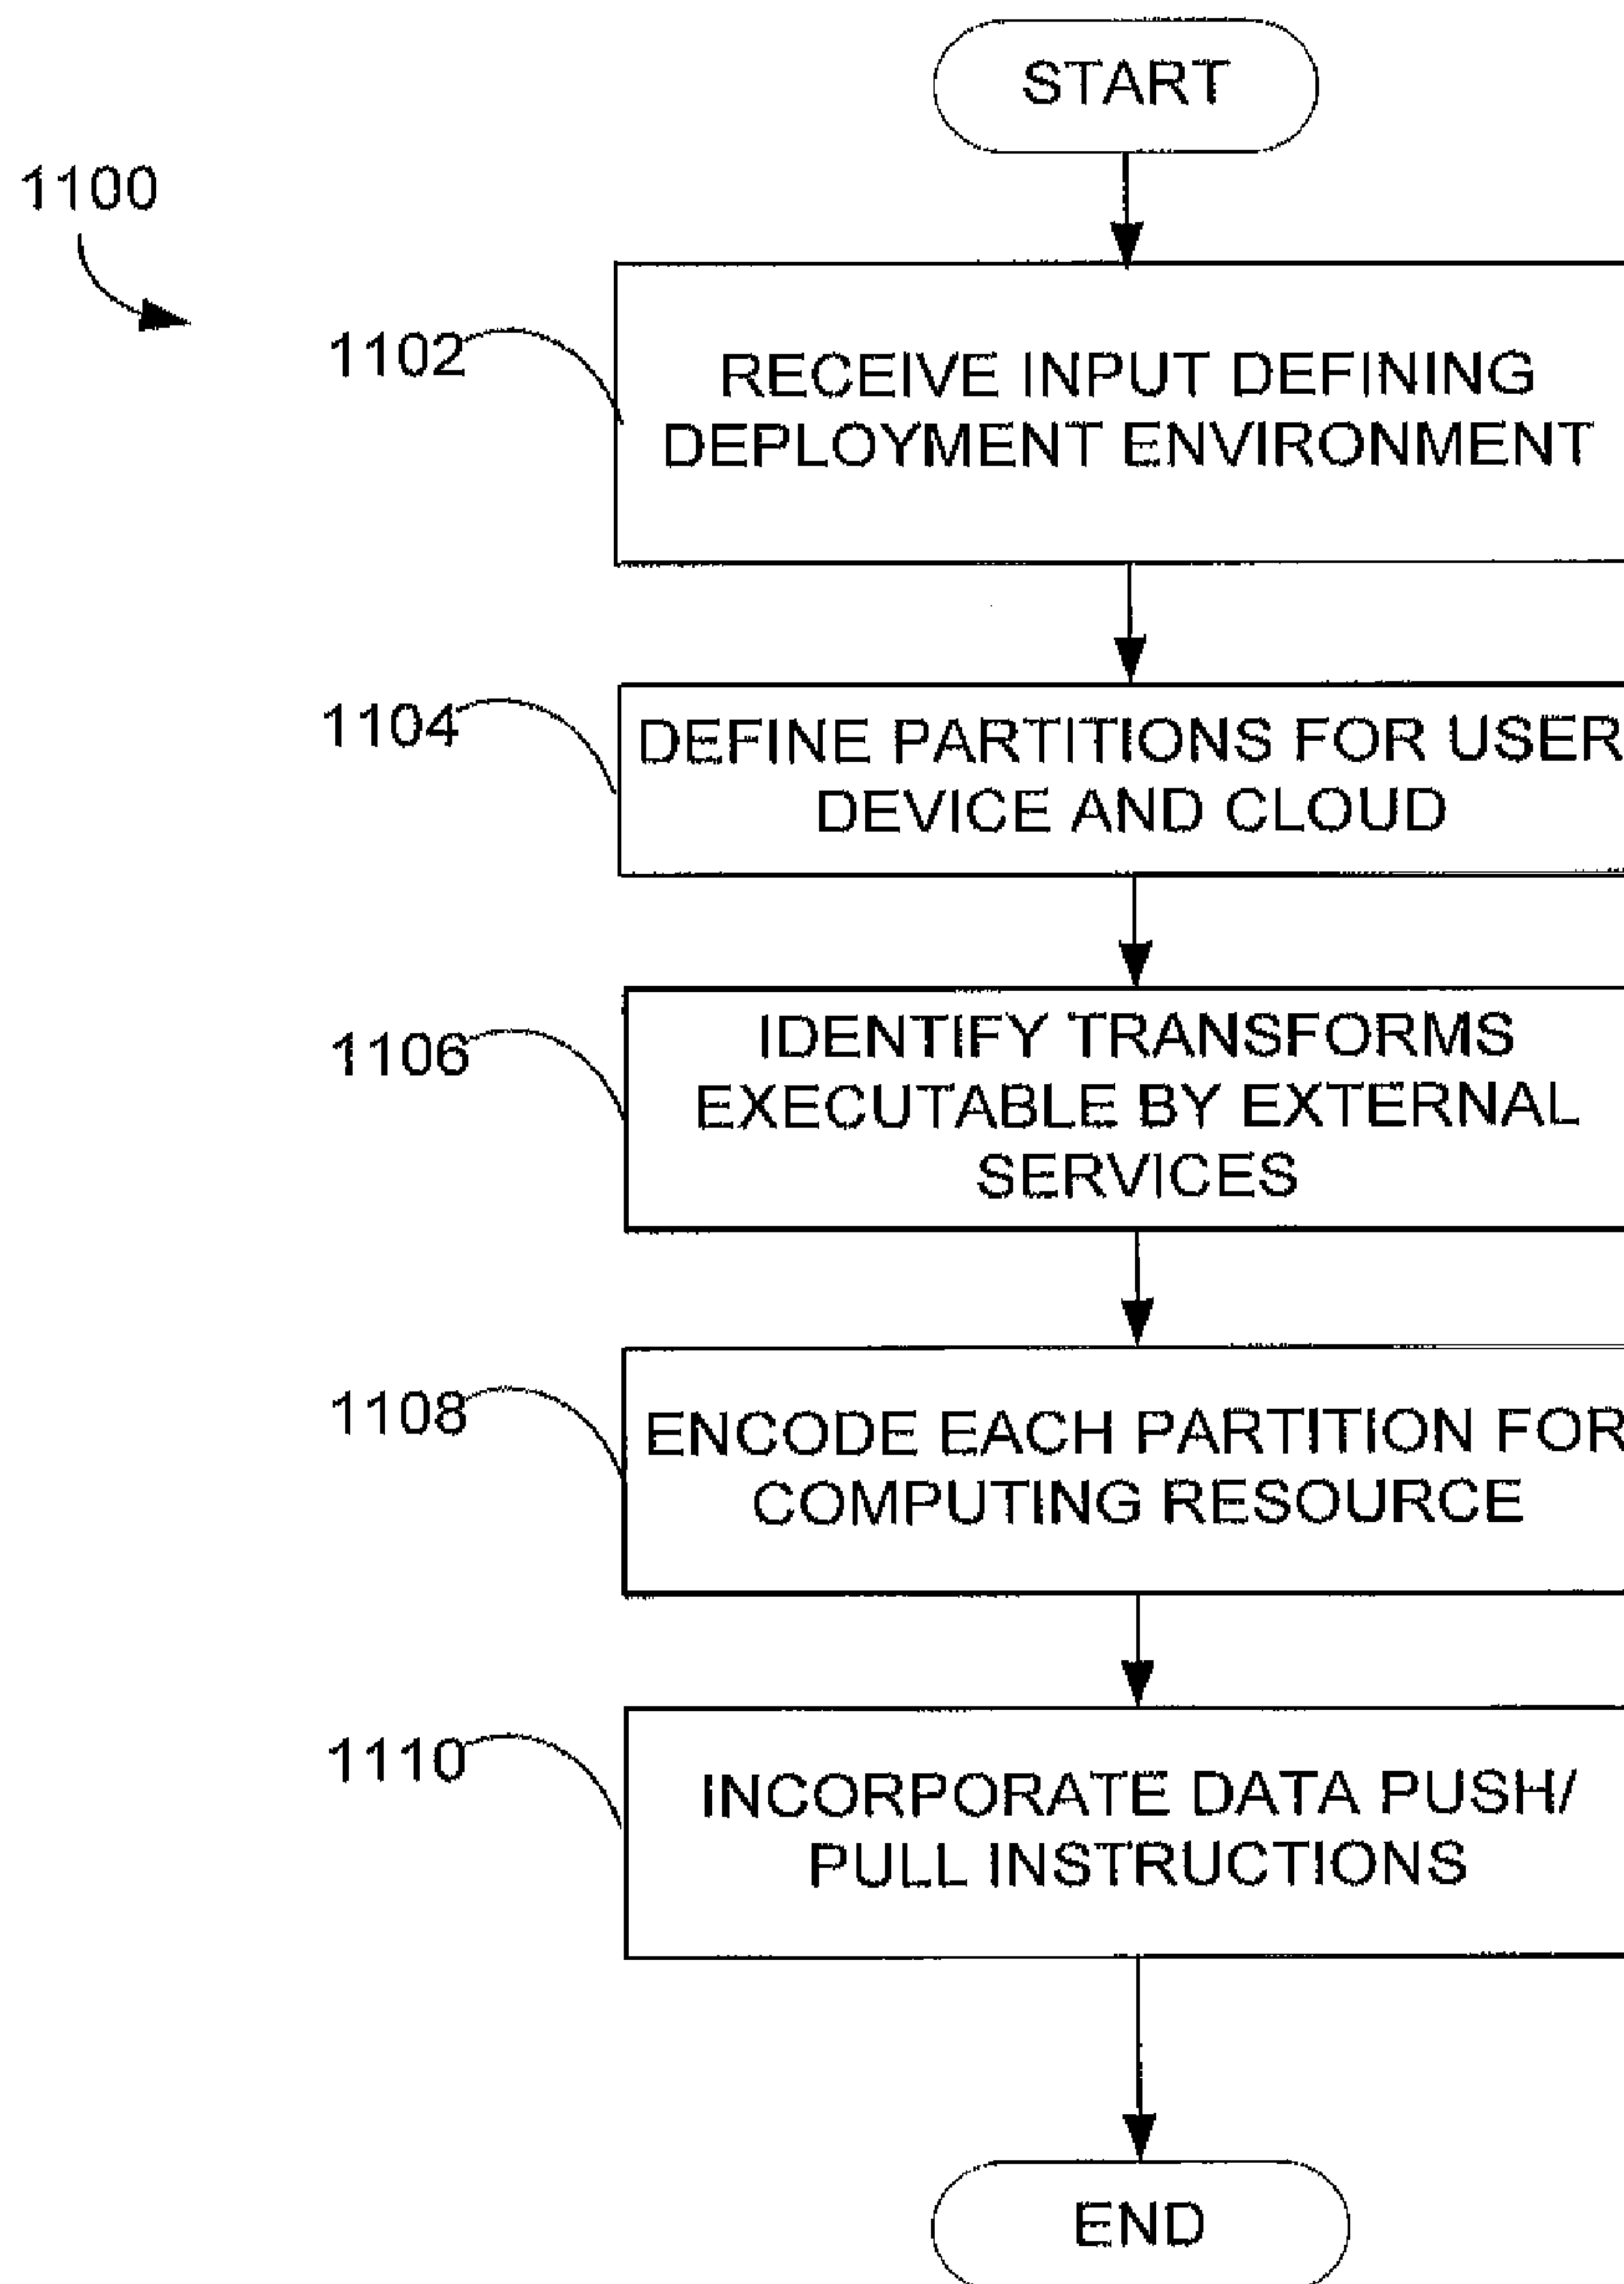 START
1100
1102
RECEIVE INPUT DEFINING
DEPLOYMENT ENVIRONMENT
1104
DEFINE PARTITIONS FOR USER
DEVICE AND CLOUD
1106
IDENTIFY TRANSFORMS
EXECUTABLE BY EXTERNAL
SERVICES
1108
ENCODE EACH PARTITION FOR
COMPUTING RESOURCE
1110
INCORPORATE DATA PUSH/
PULL INSTRUCTIONS
END